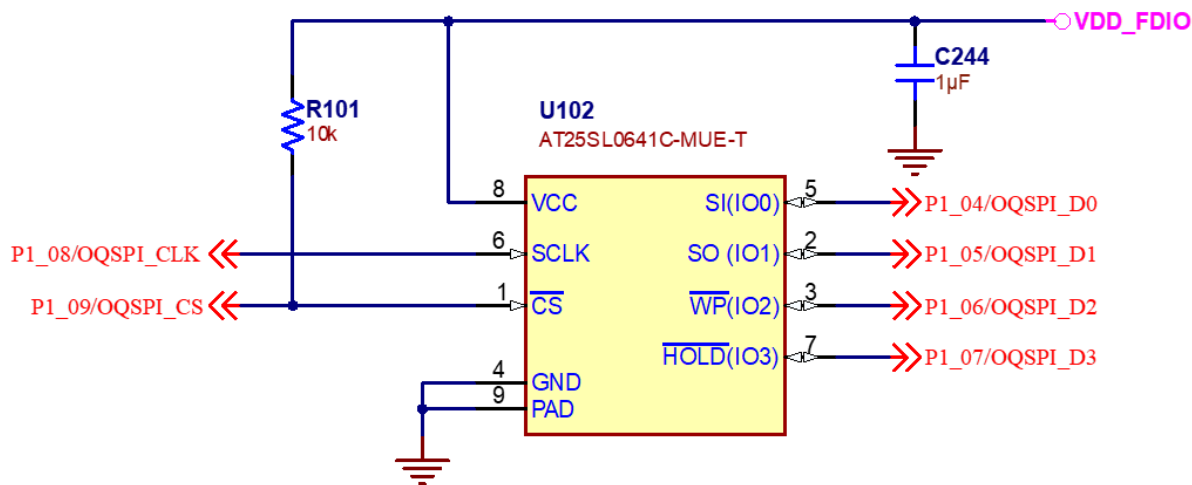 VDD_FDIO
C244
1µF
R101
10k
U102
AT25SL0641C-MUE-T
8 VCC SI(IO0) 5 P1_04/OQSPI_D0
P1_08/OQSPI_CLK 6 SCLK SO (IO1) 2 P1_05/OQSPI_D1
P1_09/OQSPI_CS 1 CS WP(IO2) 3 P1_06/OQSPI_D2
HOLD(IO3) 7 P1_07/OQSPI_D3
4 GND
9 PAD